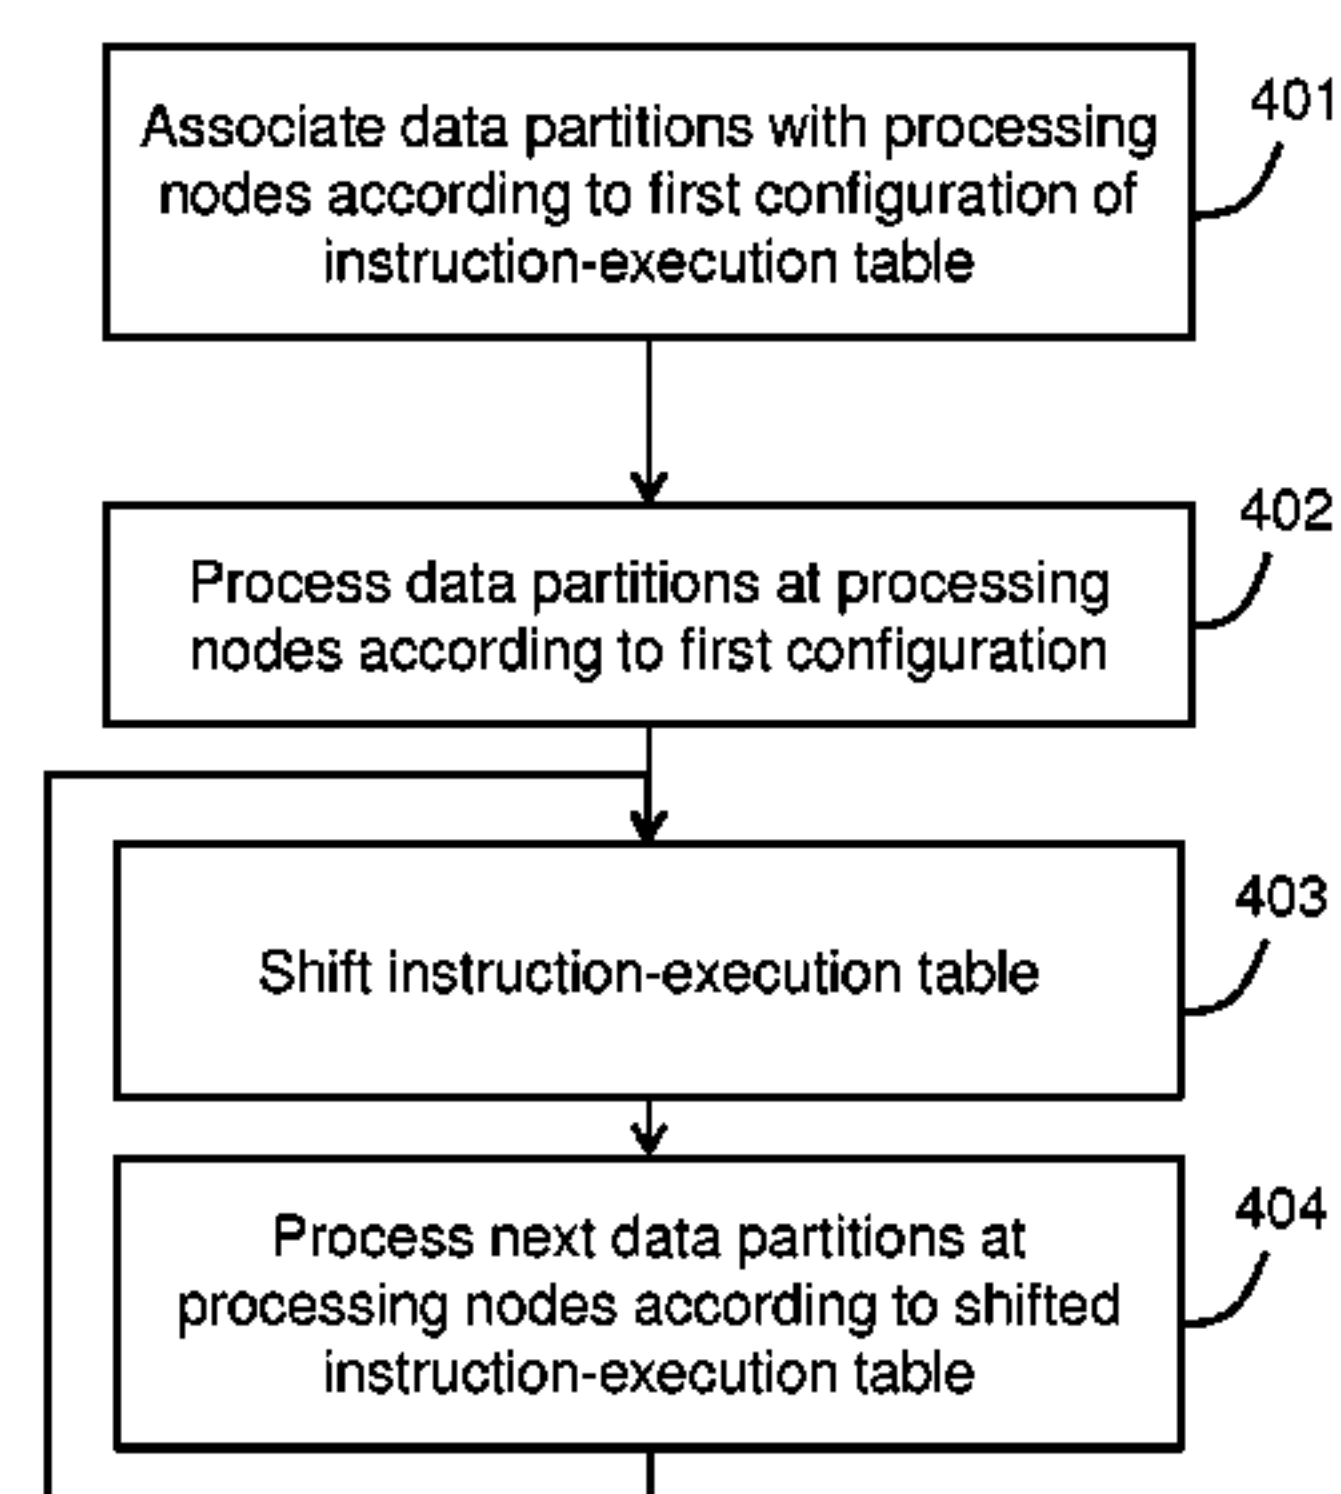 Associate data partitions with processing
nodes according to first configuration of
instruction-execution table
401
Process data partitions at processing
nodes according to first configuration
402
Shift instruction-execution table
403
Process next data partitions at
processing nodes according to shifted
instruction-execution table
404